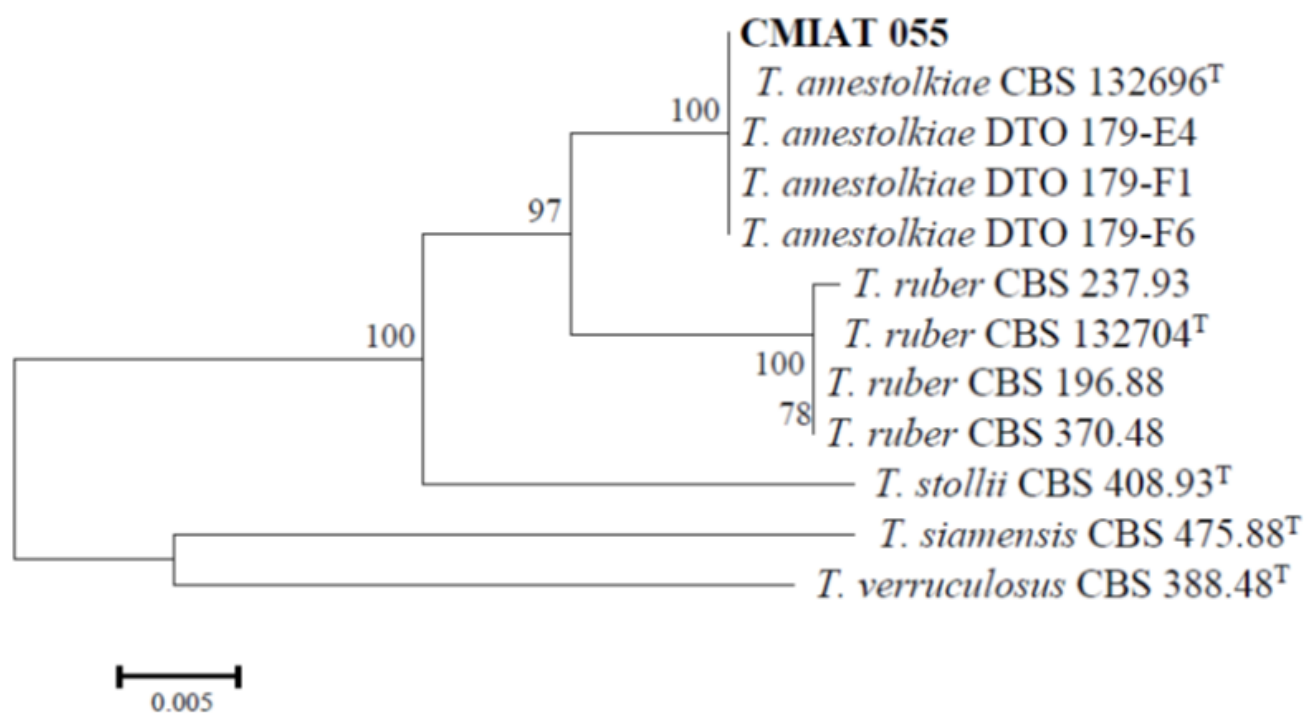 CMIAT 055
T. amestolkiae CBS 132696T
100
T. amestolkiae DTO 179-E4
T. amestolkiae DTO 179-F1
97
T. amestolkiae DTO 179-F6
T. ruber CBS 237.93
100
T. ruber CBS 132704T
100
T. ruber CBS 196.88
78
T. ruber CBS 370.48
T. stollii CBS 408.93T
T. siamensis CBS 475.88T
T. verruculosus CBS 388.48T
0.005